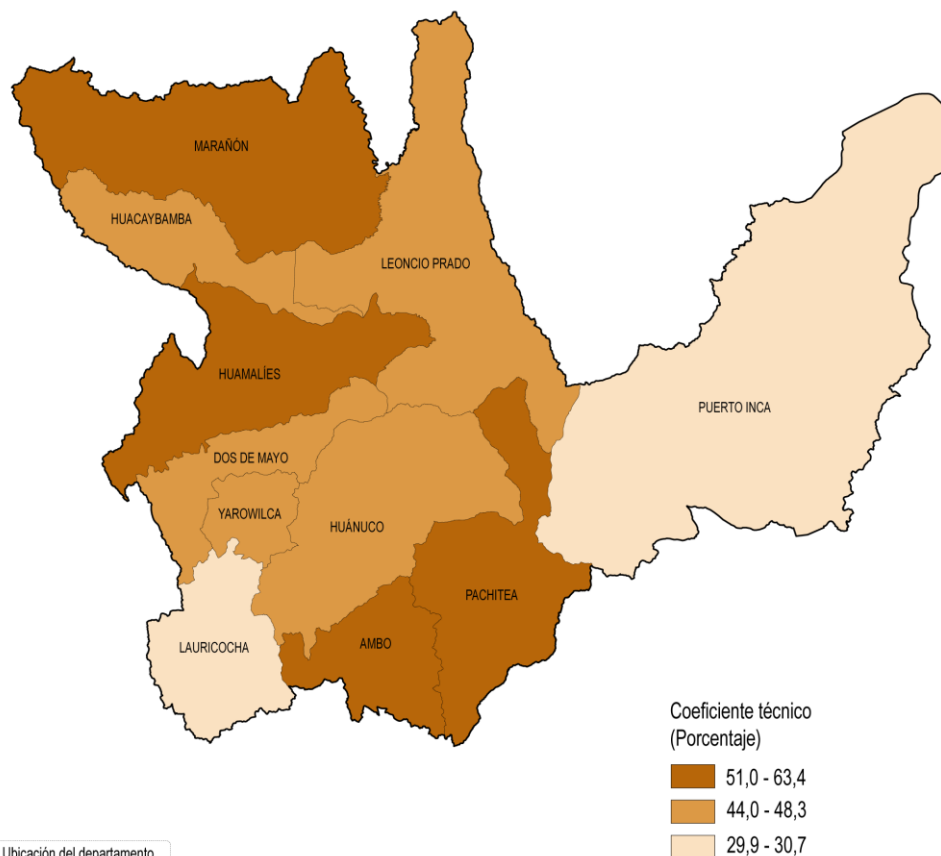 MARAÑÓN
HUACAYBAMBA
LEONCIO PRADO
HUAMALÍES
PUERTO INCA
DOS DE MAYO
YAROWILCA
HUÁNUCO
PACHITEA
LAURICOCHA
AMBO
Coeficiente técnico
(Porcentaje)
51,0 - 63,4
44,0 - 48,3
29,9 - 30,7
Ubicación del departamento